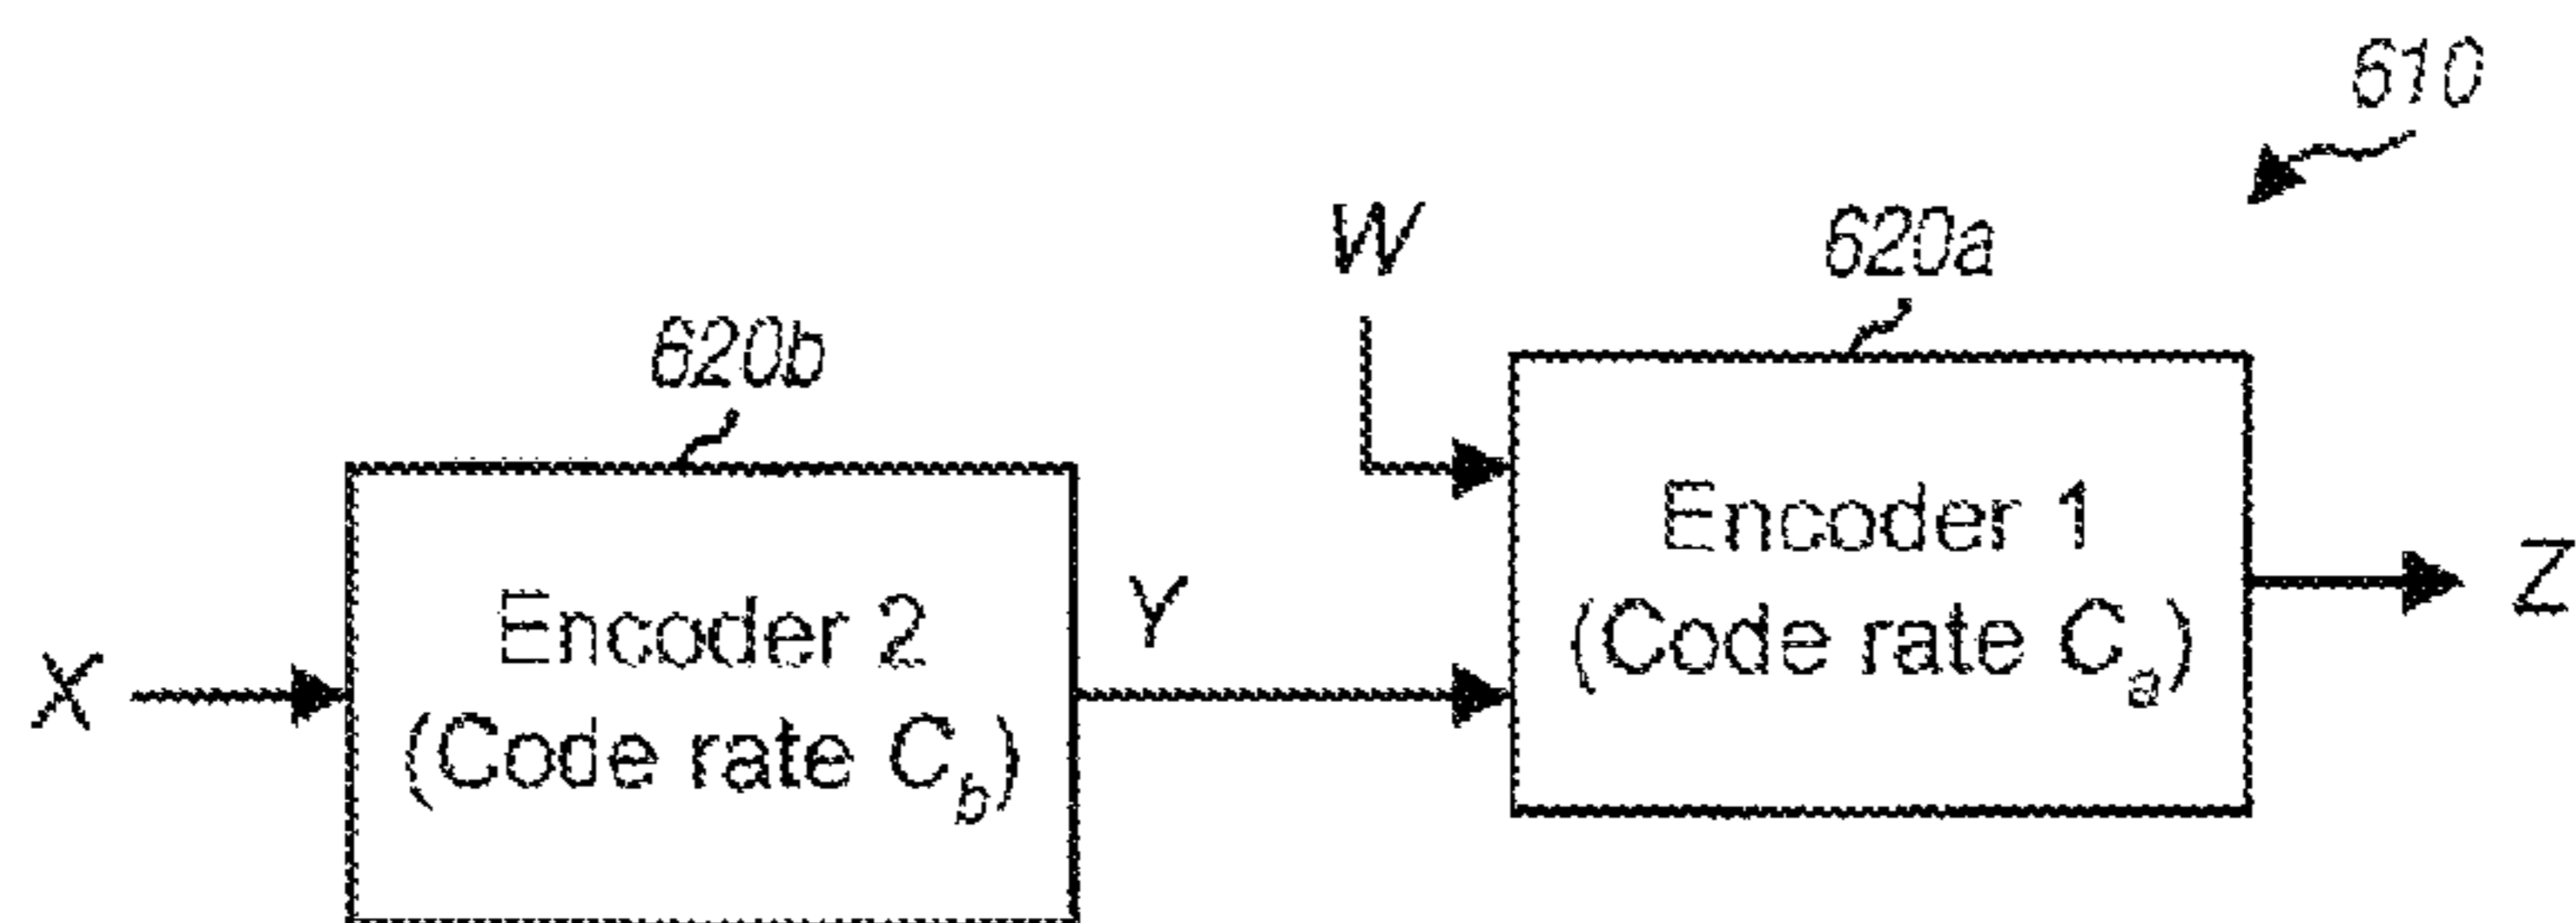 610
W
620a
620b
Encoder 1
(Code rate Ca)
Z
Encoder 2
(Code rate Cb)
Y
X